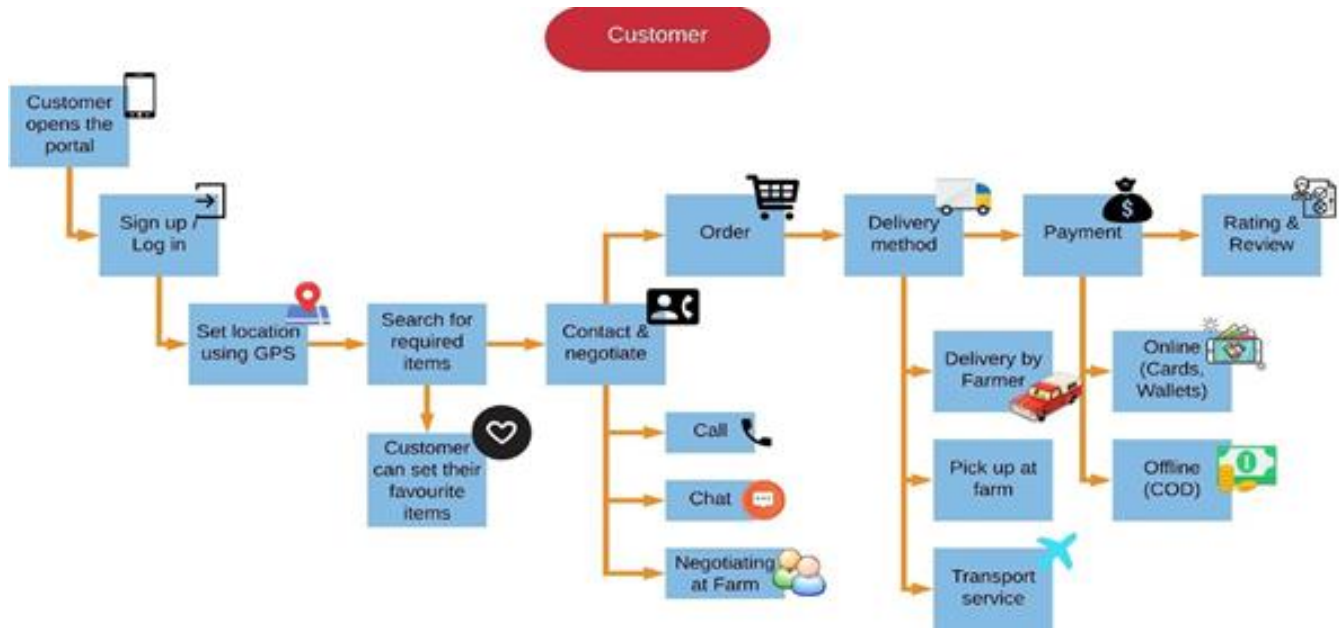 Customer
Customer
opens the
portal
Sign up /
Log in
Set location
using GPS
Search for
required
items
Customer
can set their
favourite
items
Contact &
negotiate
Call
Chat
Negotiating
at Farm
Order
Delivery
method
Delivery by
Farmer
Pick up at
farm
Transport
service
Payment
$
Online
(Cards,
Wallets)
Offline
(COD)
Rating &
Review